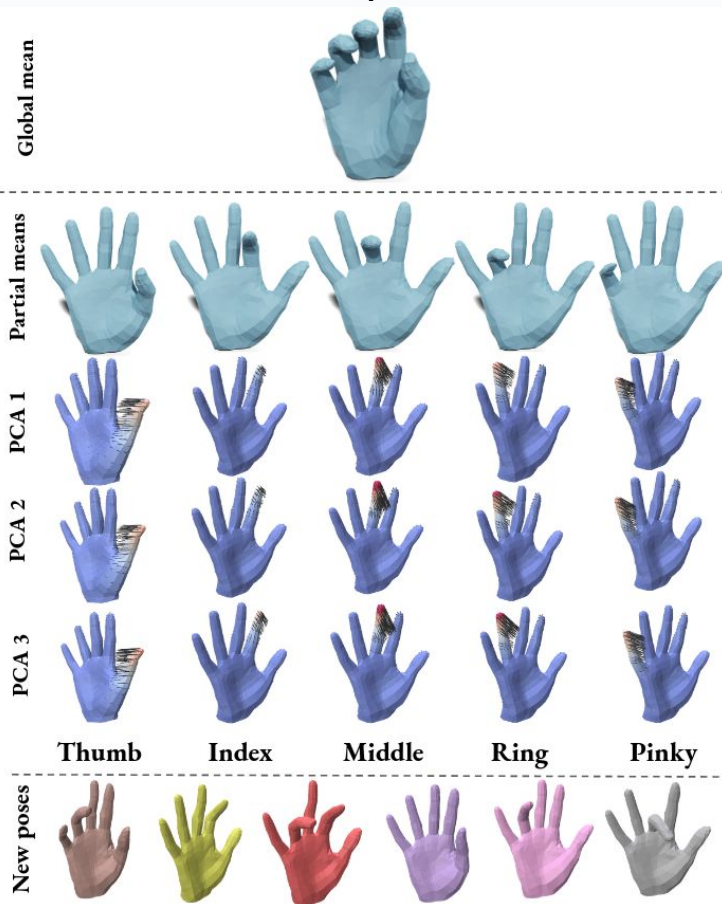 Global mean
Partial means
PCA 1
PCA 2
PCA 3
Thumb Index Middle Ring Pinky
New poses